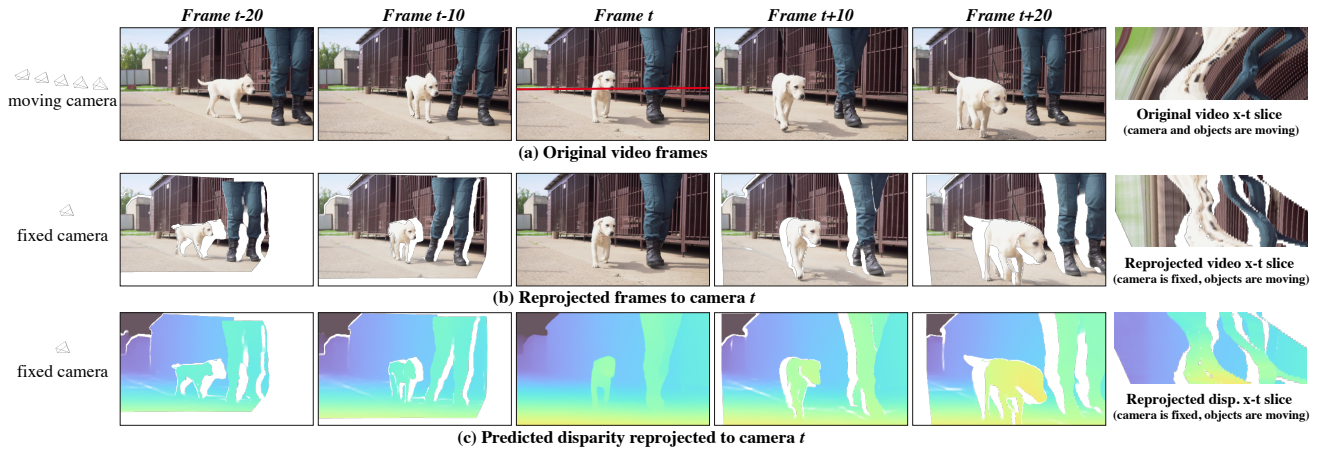 Frame t-20
Frame t-10
Frame t
Frame t+10
Frame t+20
moving camera
Original video x-t slice
(camera and objects are moving)
(a) Original video frames
fixed camera
Reprojected video x-t slice
(camera is fixed, objects are moving)
(b) Reprojected frames to camera t
fixed camera
Reprojected disp. x-t slice
(camera is fixed, objects are moving)
(c) Predicted disparity reprojected to camera t